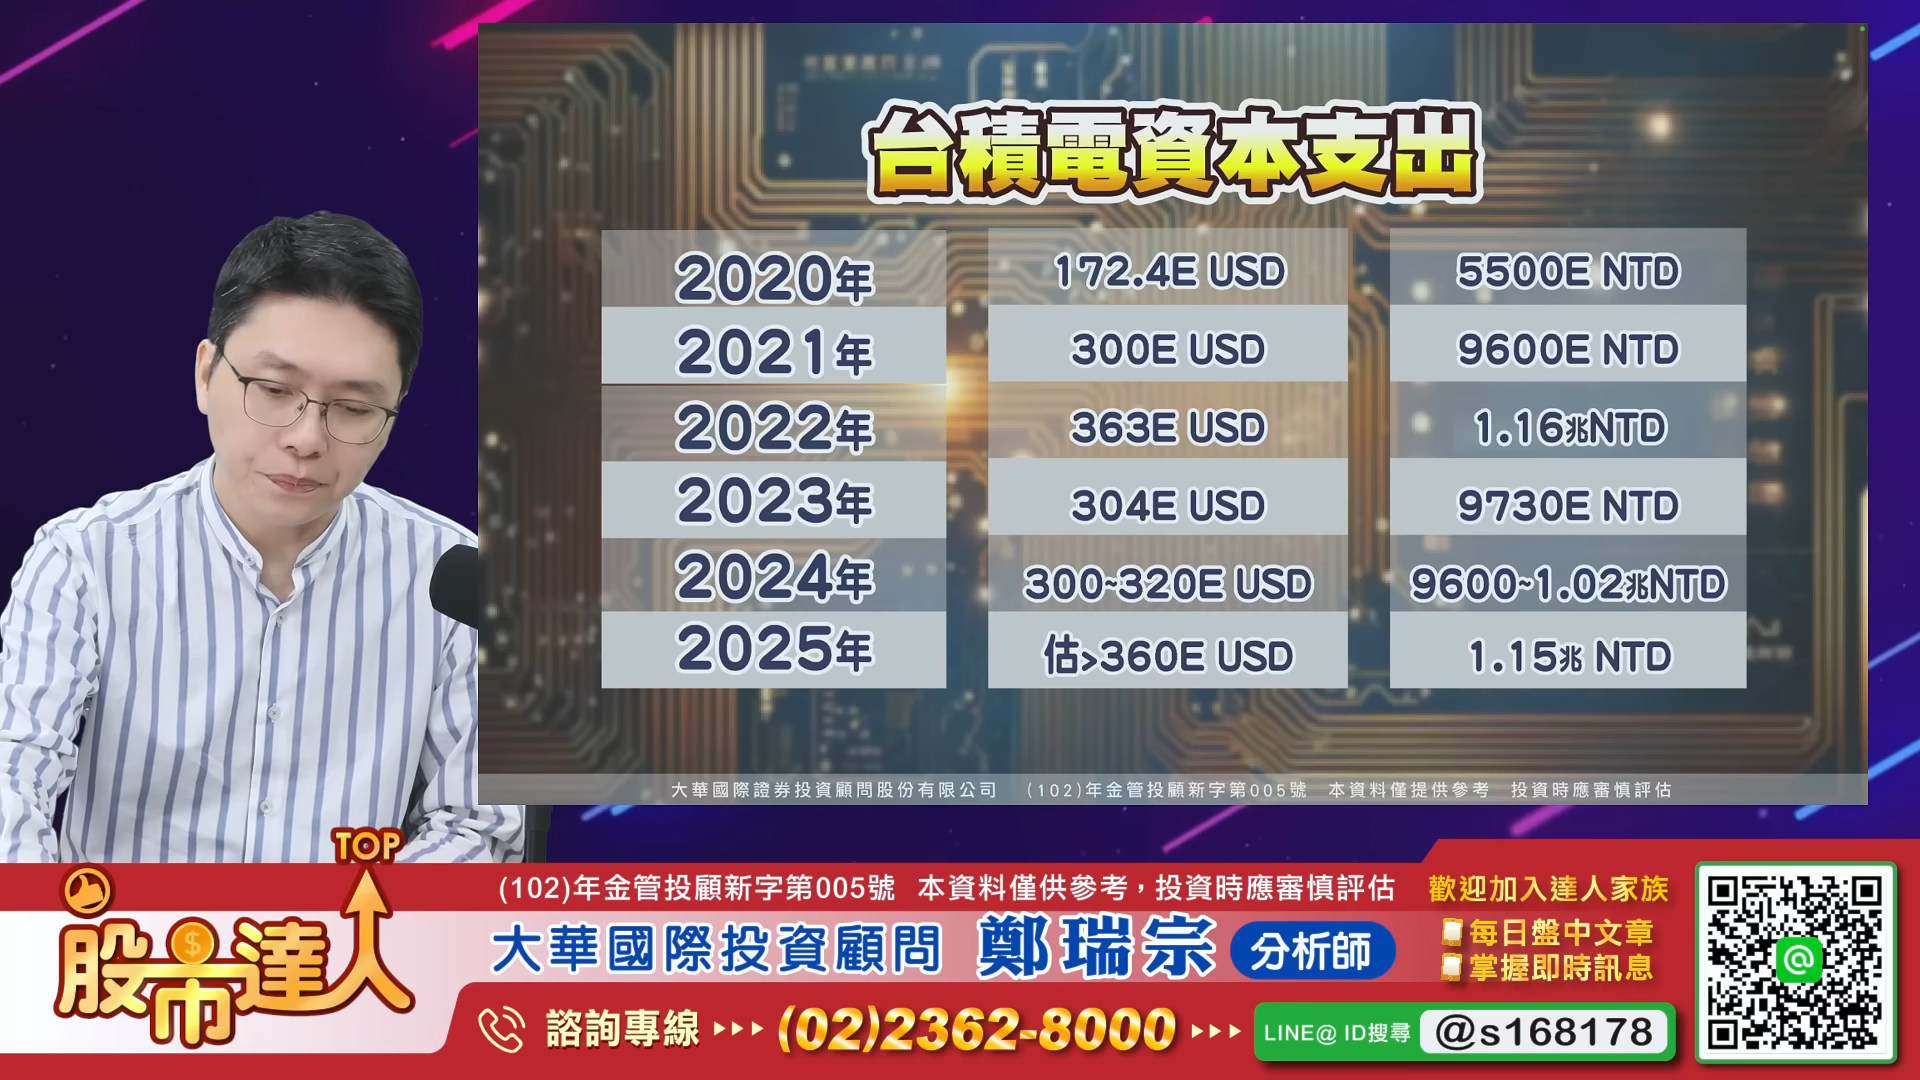 台積電資本支出
2020年 172.4E USD 5500E NTD
2021年 300E USD 9600E NTD
2022年 363E USD 1.16兆NTD
2023年 304E USD 9730E NTD
2024年 300~320E USD 9600~1.02兆NTD
2025年 估>360E USD 1.15兆 NTD
大華國際證券投資顧問股份有限公司 (102)年金管投顧新字第005號 本資料僅提供參考 投資時應審慎評估
TOP
股市達人
(102)年金管投顧新字第005號 本資料僅供參考，投資時應審慎評估
大華國際投資顧問 鄭瑞宗 分析師
諮詢專線 (02)2362-8000
歡迎加入達人家族
每日盤中文章
掌握即時訊息
LINE@ ID搜尋 @s168178